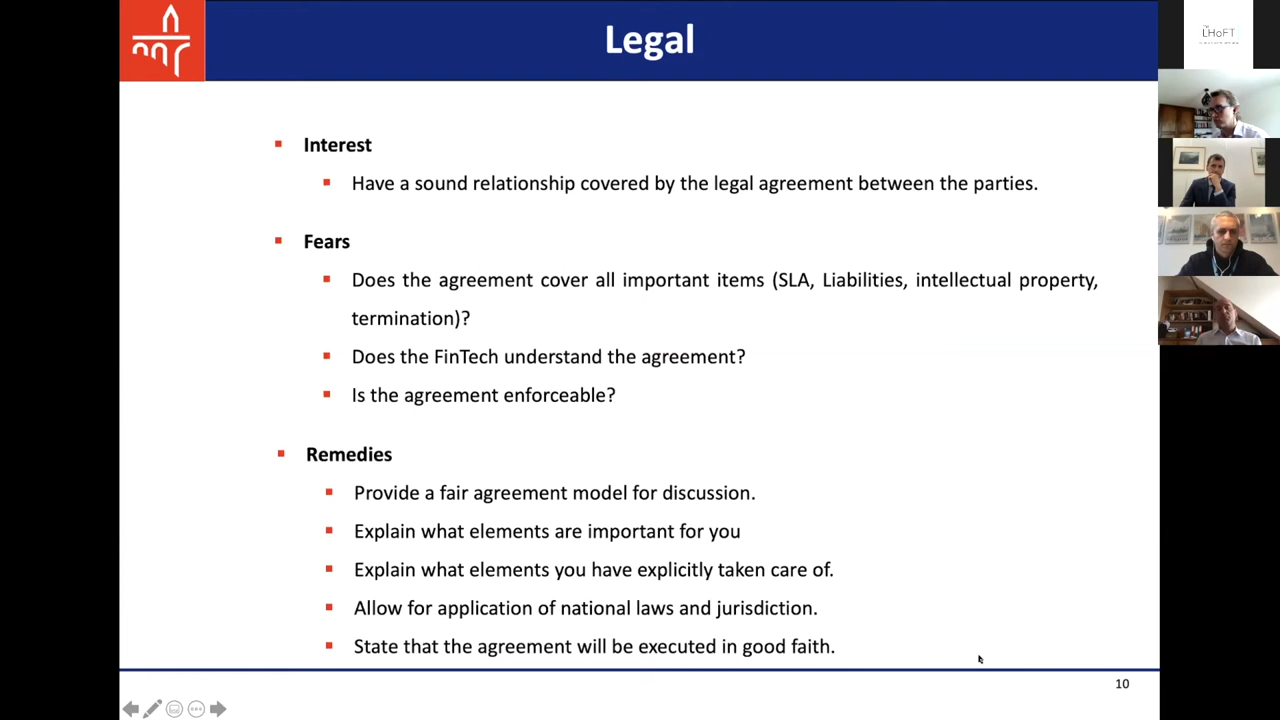 Legal
LHoFT
Interest
Have a sound relationship covered by the legal agreement between the parties.
Fears
Does the agreement cover all important items (SLA, Liabilities, intellectual property,
termination)?
Does the FinTech understand the agreement?
Is the agreement enforceable?
Remedies
Provide a fair agreement model for discussion.
Explain what elements are important for you
Explain what elements you have explicitly taken care of.
Allow for application of national laws and jurisdiction.
State that the agreement will be executed in good faith.
10